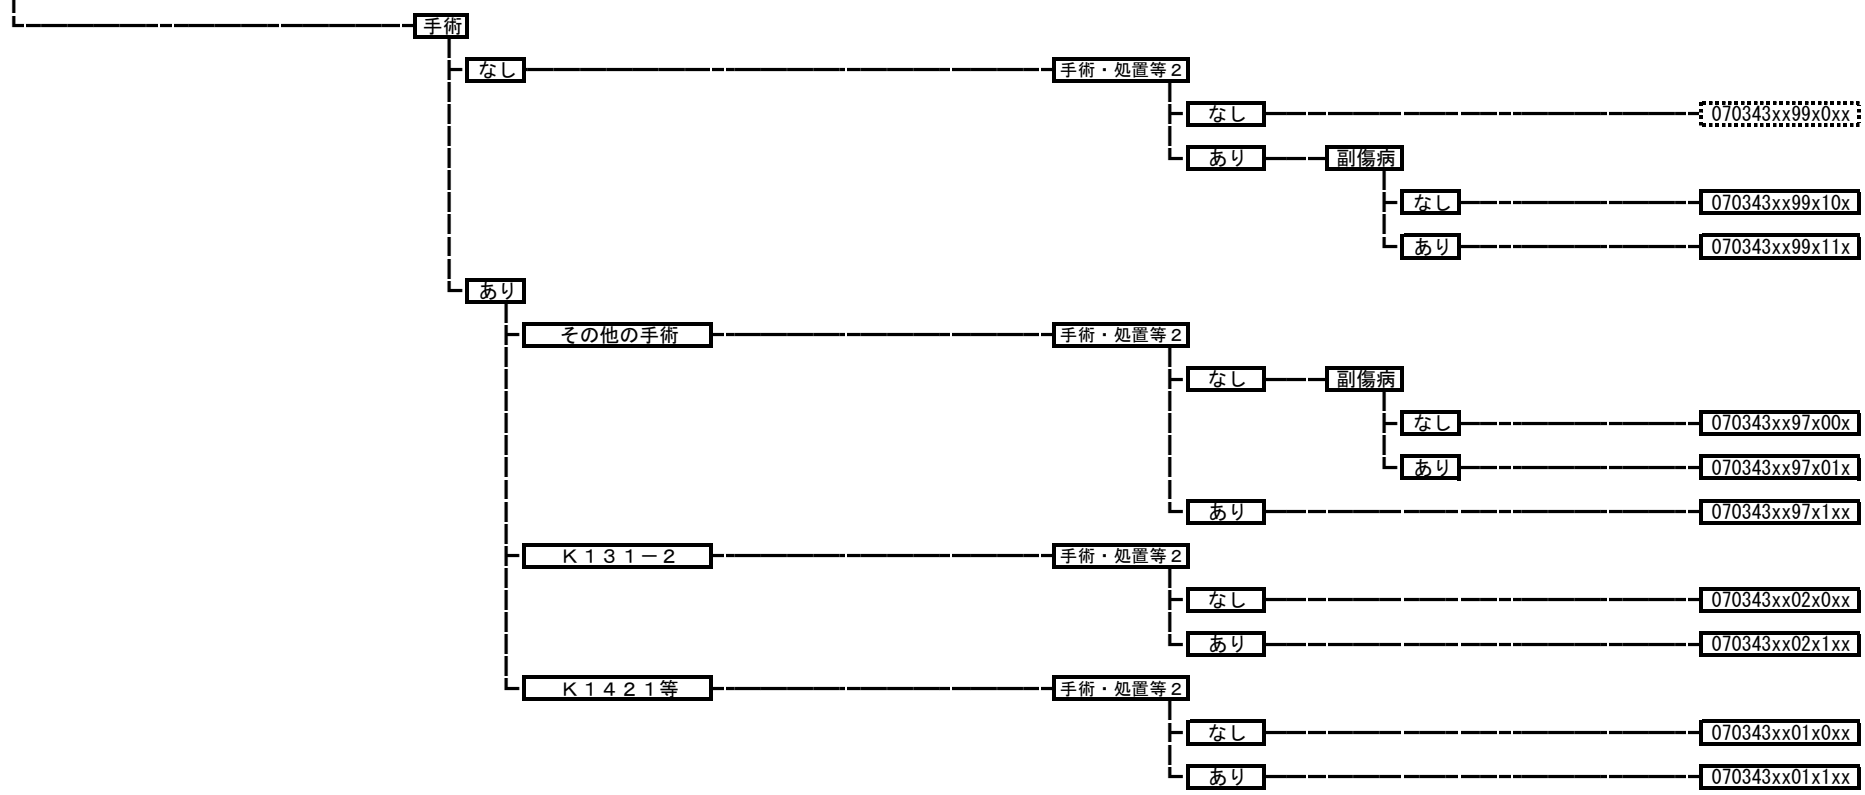 手術
なし 手術・処置等2
なし 070343xx99x0xx
あり 副傷病
なし 070343xx99x10x
あり 070343xx99x11x
あり
その他の手術 手術・処置等2
なし 副傷病
なし 070343xx97x00x
あり 070343xx97x01x
あり 070343xx97x1xx
K131-2 手術・処置等2
なし 070343xx02x0xx
あり 070343xx02x1xx
K1421等 手術・処置等2
なし 070343xx01x0xx
あり 070343xx01x1xx